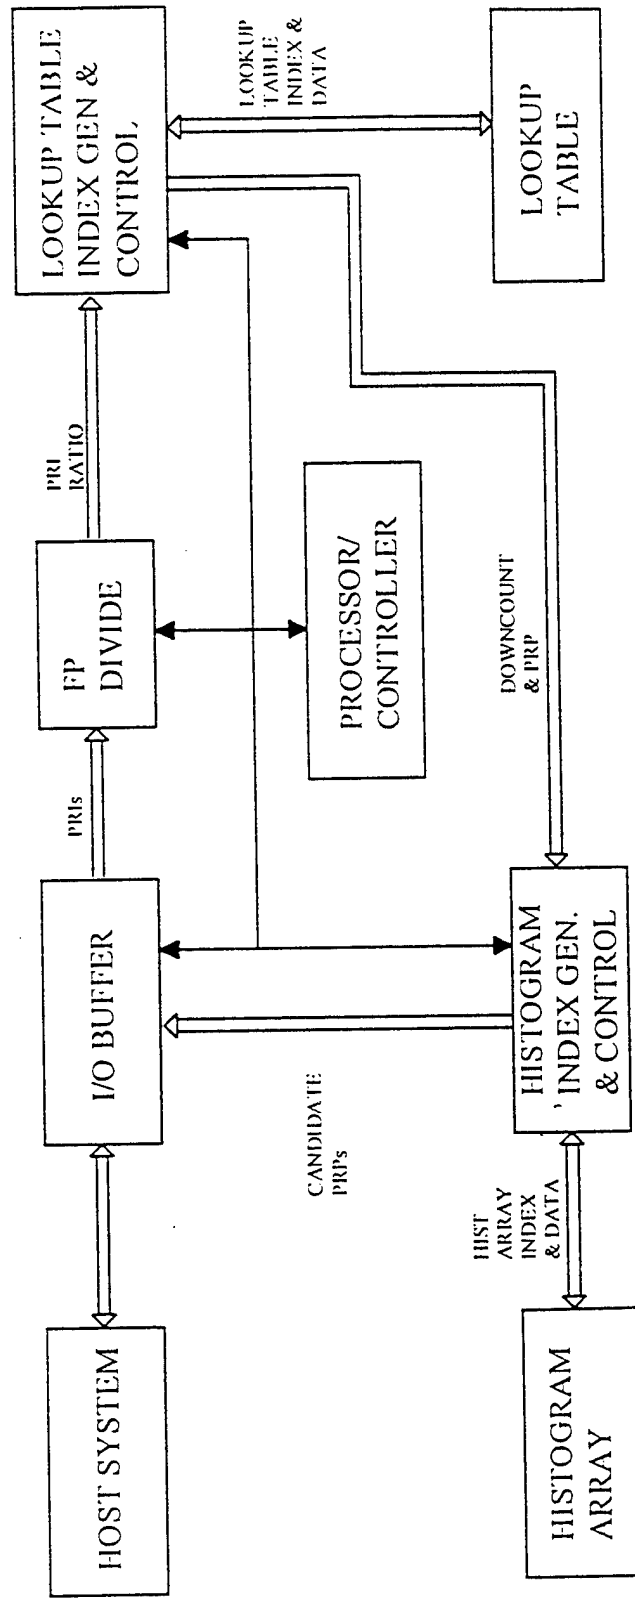 HOST SYSTEM
I/O BUFFER
PRIs
FP
DIVIDE
PRI
RATIO
LOOKUP TABLE
INDEX GEN &
CONTROL
CANDIDATE
PRPs
PROCESSOR/
CONTROLLER
LOOKUP
TABLE
INDEX &
DATA
HISTOGRAM
ARRAY
HIST
ARRAY
INDEX
& DATA
HISTOGRAM
' INDEX GEN.
& CONTROL
DOWNCOUNT
& PRP
LOOKUP
TABLE